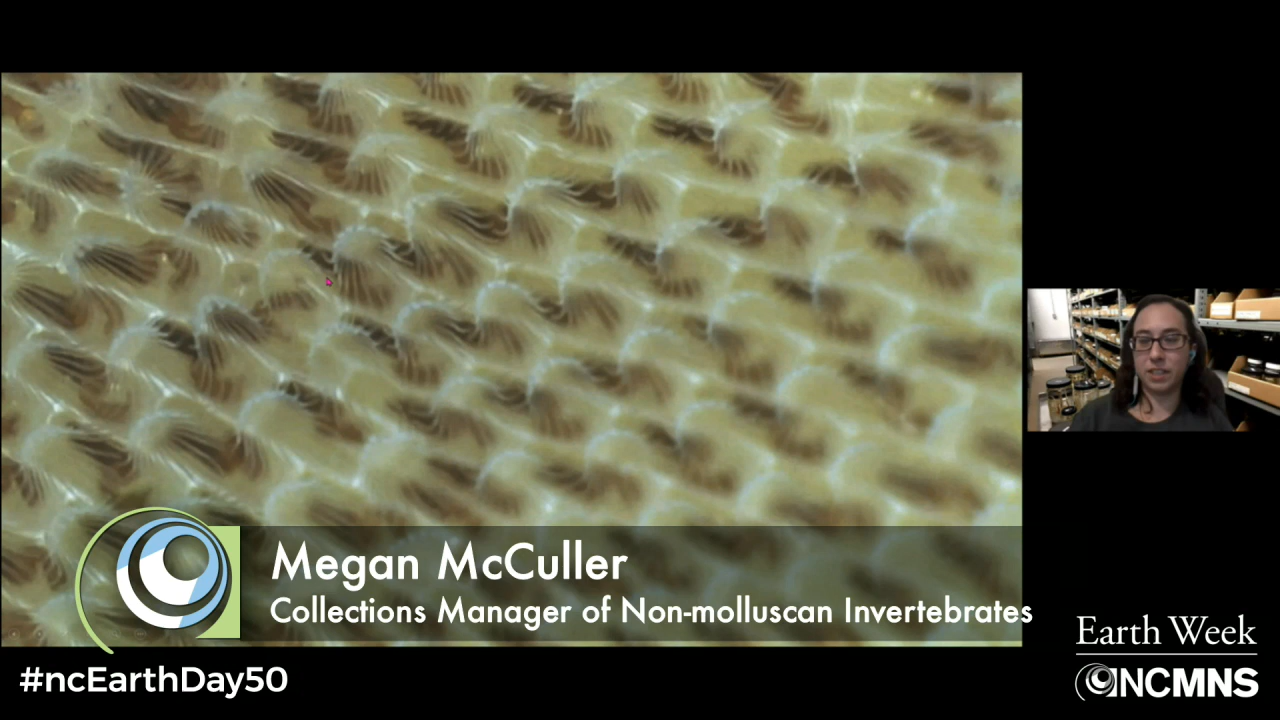 Megan McCuller
Collections Manager of Non-molluscan Invertebrates
#ncEarthDay50
Earth Week
NCMNS